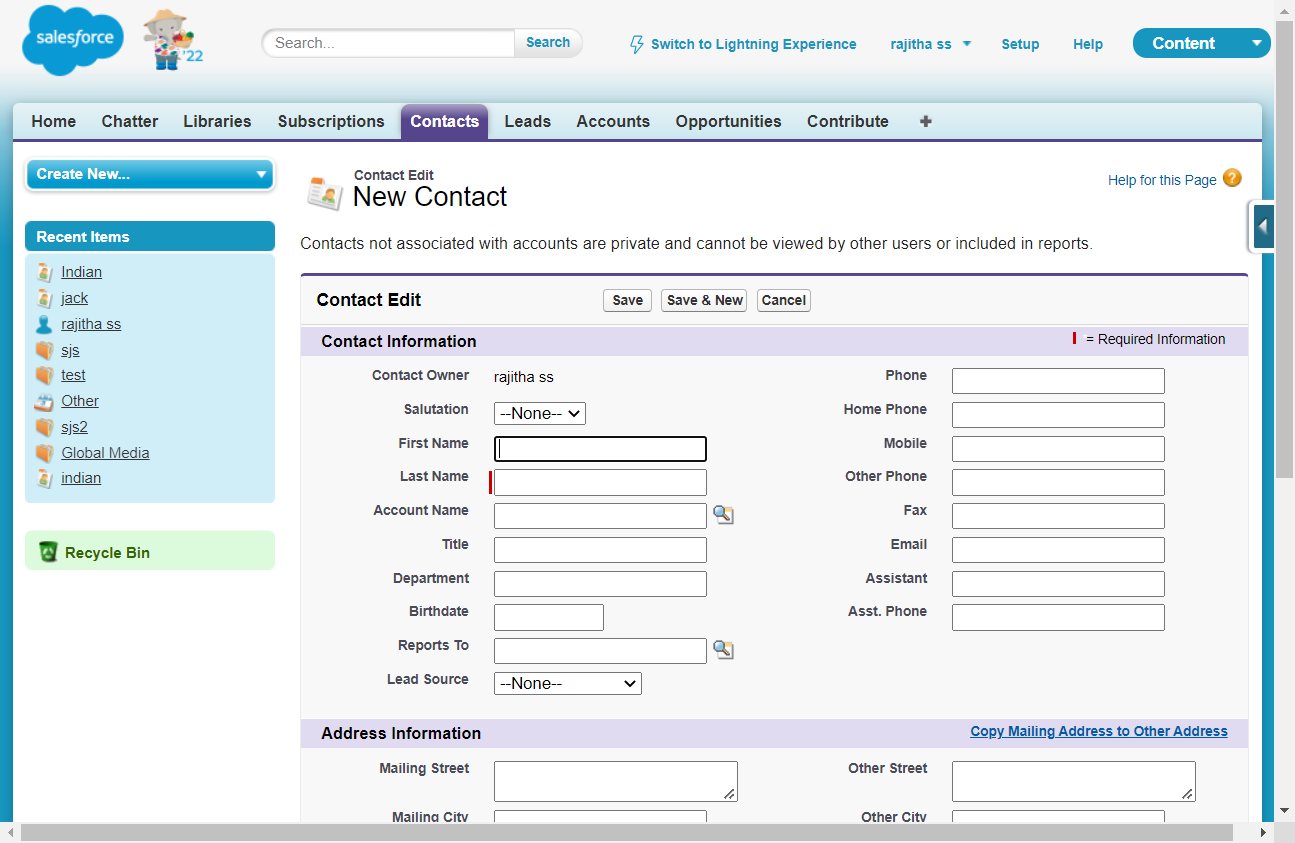 salesforce
'22
Search...
Search
Switch to Lightning Experience
rajitha ss
Setup
Help
Content
Home
Chatter
Libraries
Subscriptions
Contacts
Leads
Accounts
Opportunities
Contribute
Create New...
Recent Items
Indian
jack
rajitha ss
sjs
test
Other
sjs2
Global Media
indian
Recycle Bin
Contact Edit
New Contact
Help for this Page
Contacts not associated with accounts are private and cannot be viewed by other users or included in reports.
Contact Edit
Save
Save & New
Cancel
Contact Information
= Required Information
Contact Owner
rajitha ss
Phone
Salutation
--None--
Home Phone
First Name
Mobile
Last Name
Other Phone
Account Name
Fax
Title
Email
Department
Assistant
Birthdate
Asst. Phone
Reports To
Lead Source
--None--
Address Information
Copy Mailing Address to Other Address
Mailing Street
Other Street
Mailing City
Other City